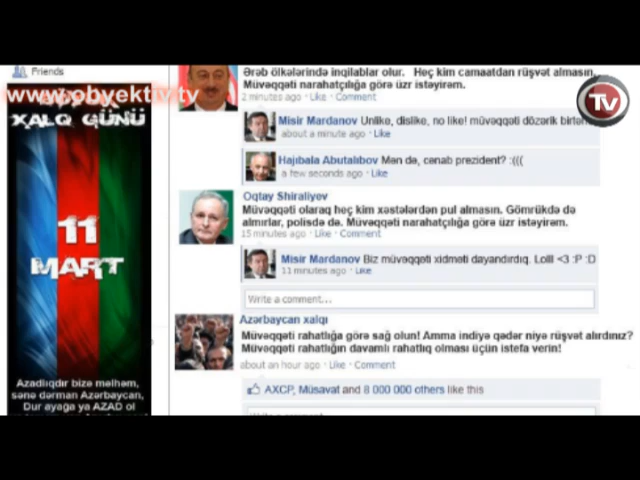 Friends
www.obyektiv.tv
XALQ GÜNÜ
11
MART
Azadlıqdır bizə məlhəm,
sənə dərman Azərbaycan,
Dur ayağa ya AZAD ol
TV
Ərəb ölkələrində inqilablar olur. Heç kim camaatdan rüşvət almasın.
Müvəqqəti narahatçılığa görə üzr istəyirəm.
2 minutes ago · Like · Comment
Misir Mardanov Unlike, dislike, no like! müvəqqəti dözərik
about a minute ago · Like
Hajıbala Abutalıbov Mən də, cənab prezident? :(((
a few seconds ago · Like
Oqtay Shiraliyev
Müvəqqəti olaraq heç kim xəstələrdən pul almasın. Gömrükdə də
almırlar, polisdə də. Müvəqqəti narahatçılığa görə üzr istəyirəm.
15 minutes ago · Like · Comment
Misir Mardanov Biz müvəqqəti xidməti dayandırdıq. Lolll <3 :P :D
11 minutes ago · Like
Write a comment...
Azərbaycan xalqı
Müvəqqəti rahatlığa görə sağ olun! Amma indiyə qədər niyə rüşvət alırdınız?
Müvəqqəti rahatlığın davamlı rahatlıq olması üçün istefa verin!
about an hour ago · Like · Comment
AXCP, Müsavat and 8 000 000 others like this
Write a comment...